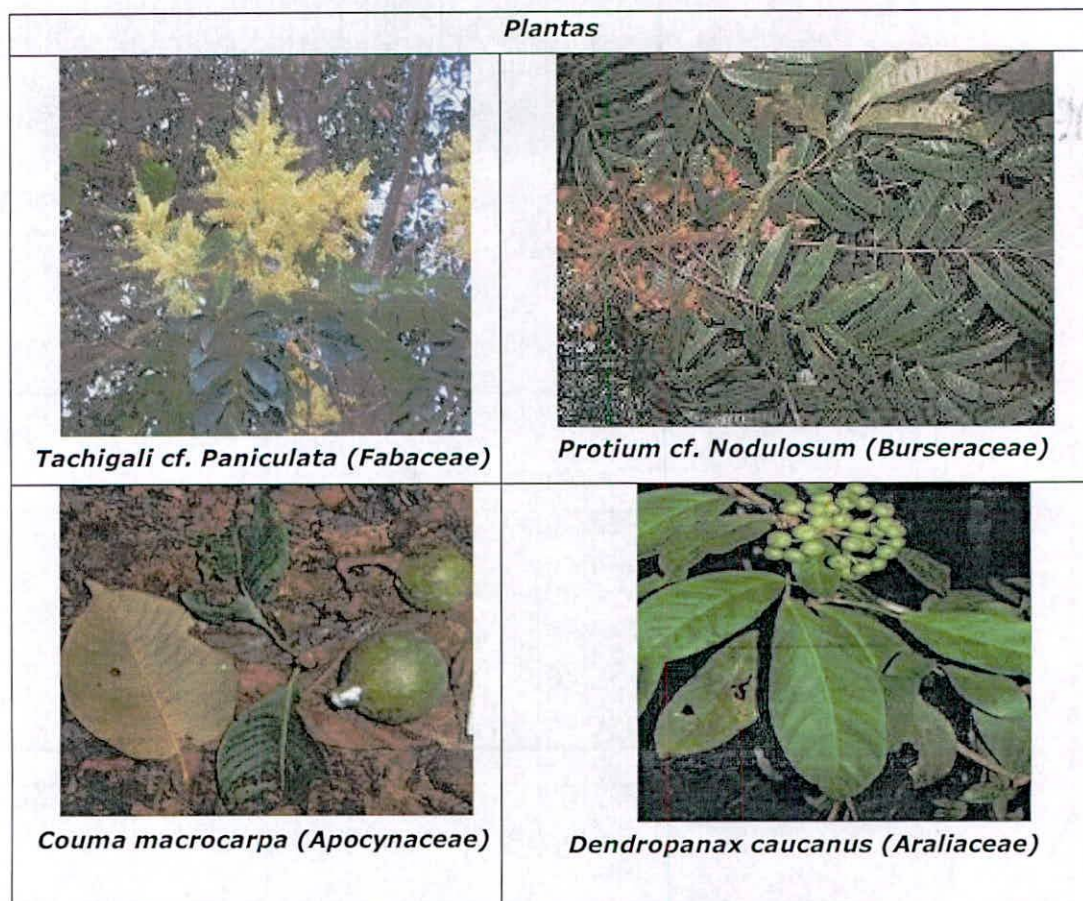 Plantas
Tachigali cf. Paniculata (Fabaceae)
Protium cf. Nodulosum (Burseraceae)
Couma macrocarpa (Apocynaceae)
Dendropanax caucanus (Araliaceae)